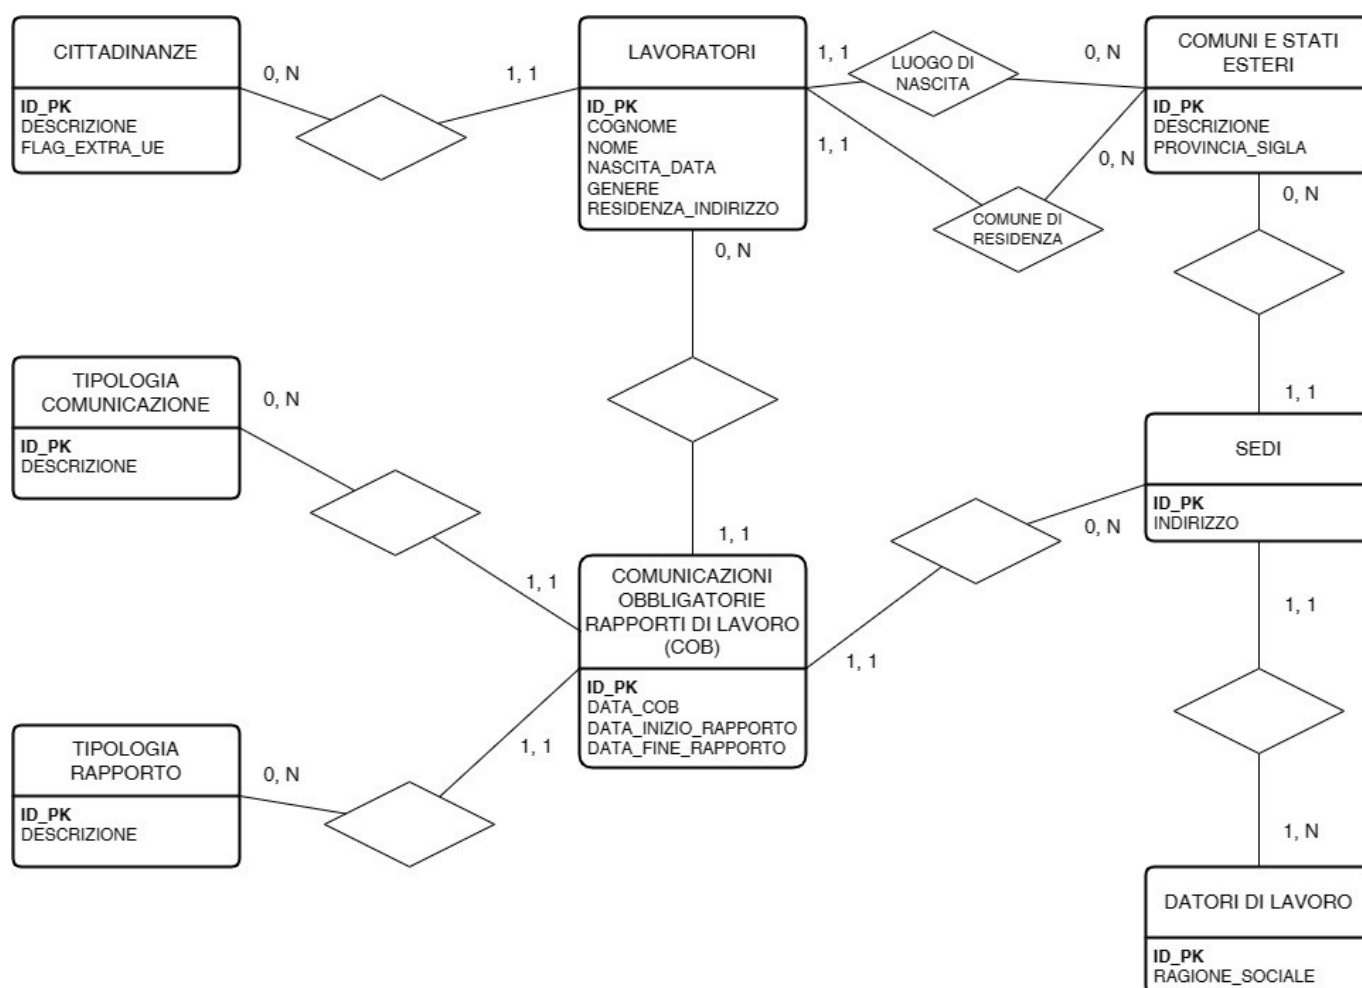 CITTADINANZE
ID_PK
DESCRIZIONE
FLAG_EXTRA_UE
0, N
1, 1
LAVORATORI
ID_PK
COGNOME
NOME
NASCITA_DATA
GENERE
RESIDENZA_INDIRIZZO
1, 1
LUOGO DI
NASCITA
0, N
1, 1
COMUNE DI
RESIDENZA
0, N
COMUNI E STATI
ESTERI
ID_PK
DESCRIZIONE
PROVINCIA_SIGLA
0, N
0, N
1, 1
TIPOLOGIA
COMUNICAZIONE
ID_PK
DESCRIZIONE
0, N
1, 1
1, 1
SEDI
ID_PK
INDIRIZZO
0, N
1, 1
COMUNICAZIONI
OBBLIGATORIE
RAPPORTI DI LAVORO
(COB)
ID_PK
DATA_COB
DATA_INIZIO_RAPPORTO
DATA_FINE_RAPPORTO
1, 1
TIPOLOGIA
RAPPORTO
ID_PK
DESCRIZIONE
0, N
1, 1
1, N
DATORI DI LAVORO
ID_PK
RAGIONE_SOCIALE